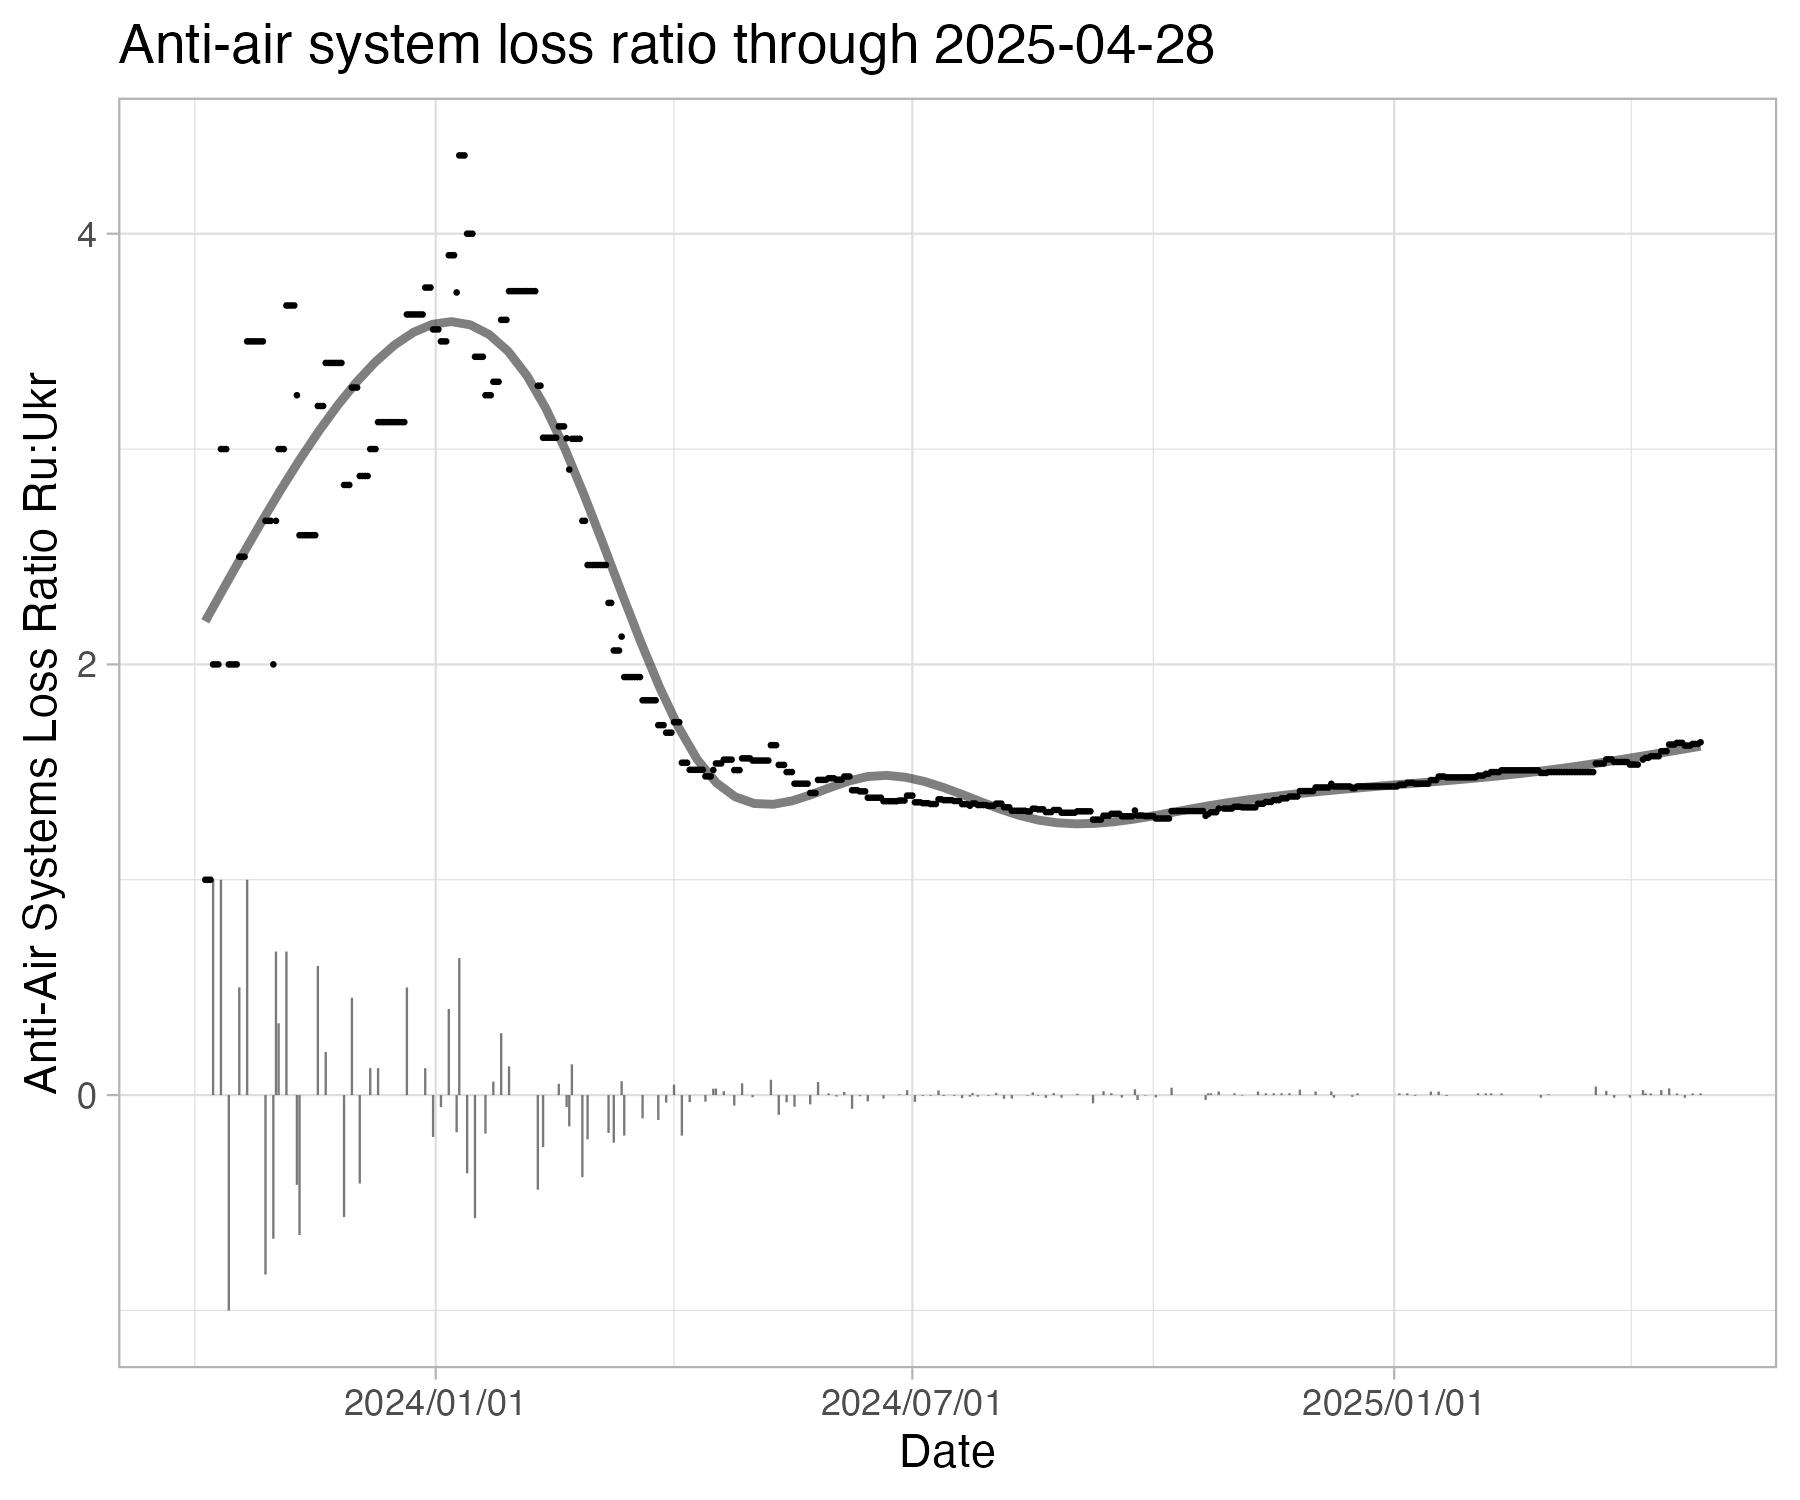 Anti-air system loss ratio through 2025-04-28
Anti-Air Systems Loss Ratio Ru:Ukr
4
2
0
2024/01/01
2024/07/01
2025/01/01
Date